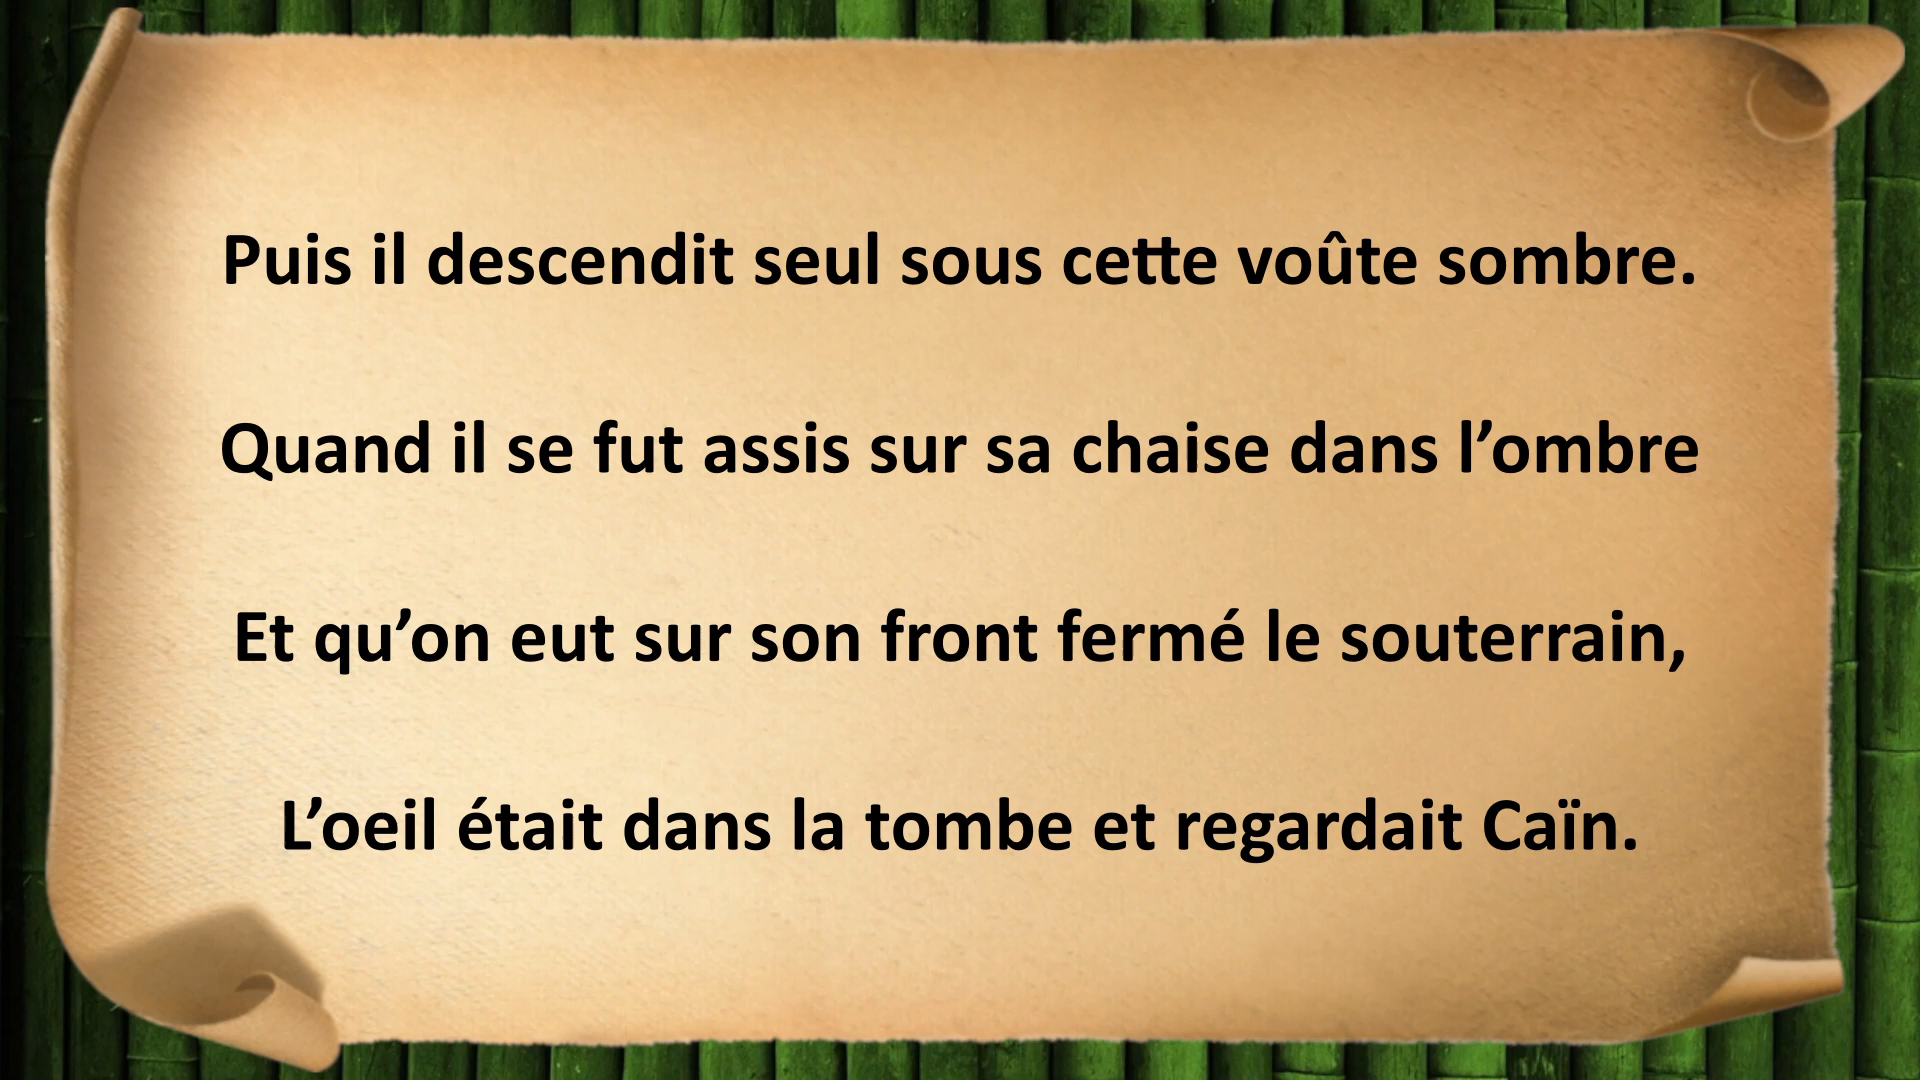 Puis il descendit seul sous cette voûte sombre.
Quand il se fut assis sur sa chaise dans l’ombre
Et qu’on eut sur son front fermé le souterrain,
L’oeil était dans la tombe et regardait Caïn.